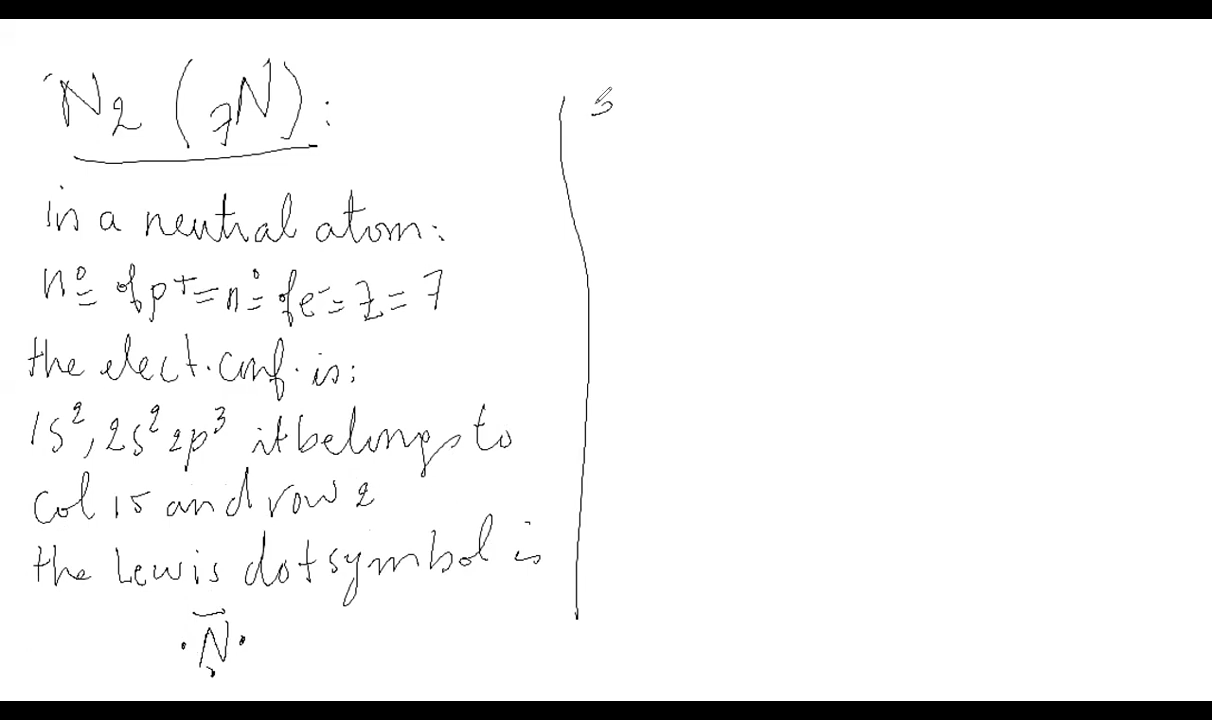 N₂ (₇N):
in a neutral atom:
nº of p⁺ = nº of e⁻ = Z = 7
the elect. conf. is:
1s², 2s² 2p³ it belongs to
col 15 and row 2
the Lewis dot symbol is
·N·
s